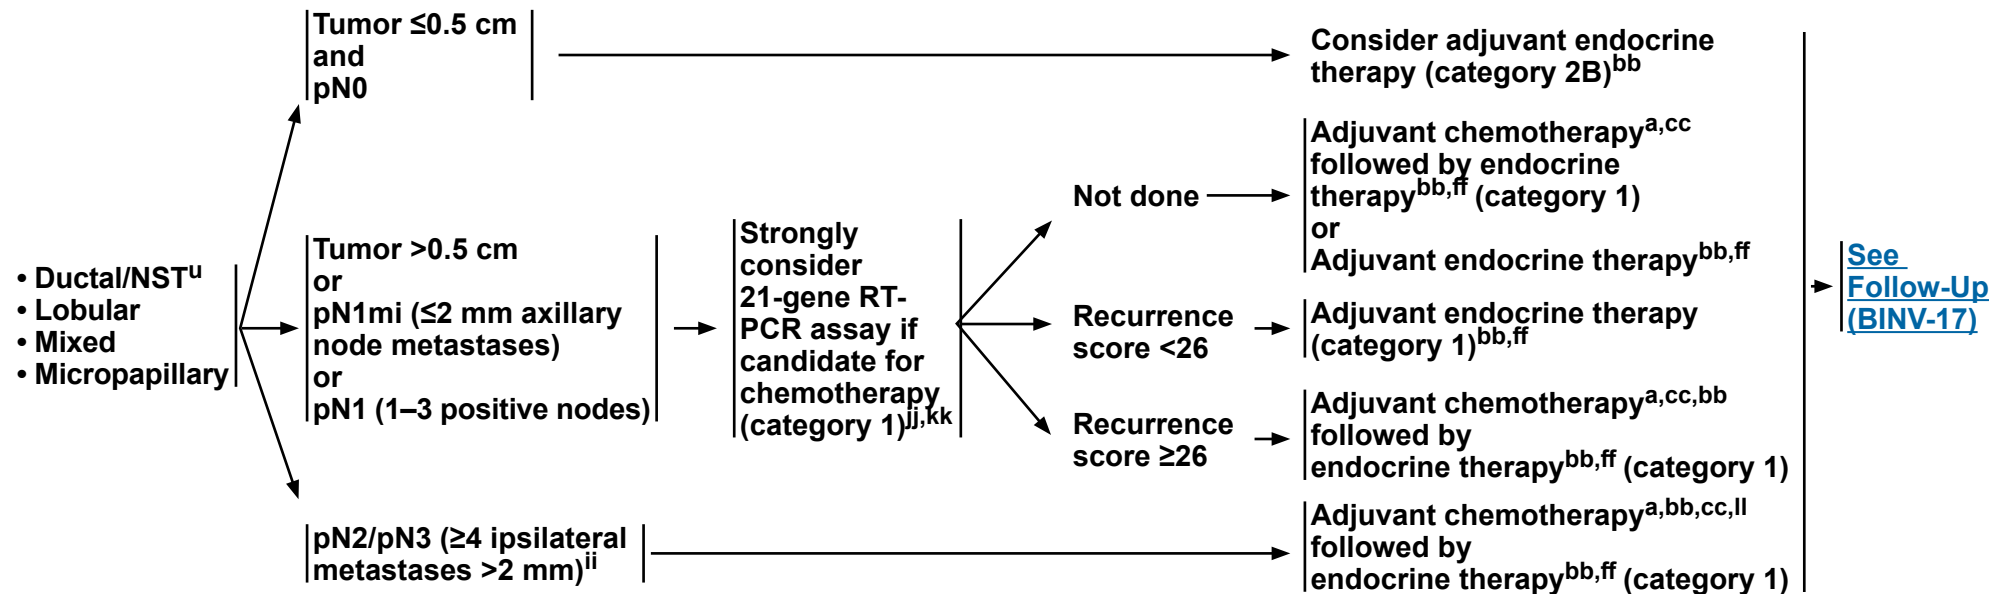 • Ductal/NSTu
• Lobular
• Mixed
• Micropapillary
Tumor ≤0.5 cm
and
pN0
Tumor >0.5 cm
or
pN1mi (≤2 mm axillary
node metastases)
or
pN1 (1–3 positive nodes)
pN2/pN3 (≥4 ipsilateral
metastases >2 mm)ii
Strongly
consider
21-gene RT-
PCR assay if
candidate for
chemotherapy
(category 1)jj,kk
Not done
Recurrence
score <26
Recurrence
score ≥26
Consider adjuvant endocrine
therapy (category 2B)bb
Adjuvant chemotherapya,cc
followed by endocrine
therapybb,ff (category 1)
or
Adjuvant endocrine therapybb,ff
Adjuvant endocrine therapy
(category 1)bb,ff
Adjuvant chemotherapya,cc,bb
followed by
endocrine therapybb,ff (category 1)
Adjuvant chemotherapya,bb,cc,ll
followed by
endocrine therapybb,ff (category 1)
See
Follow-Up
(BINV-17)